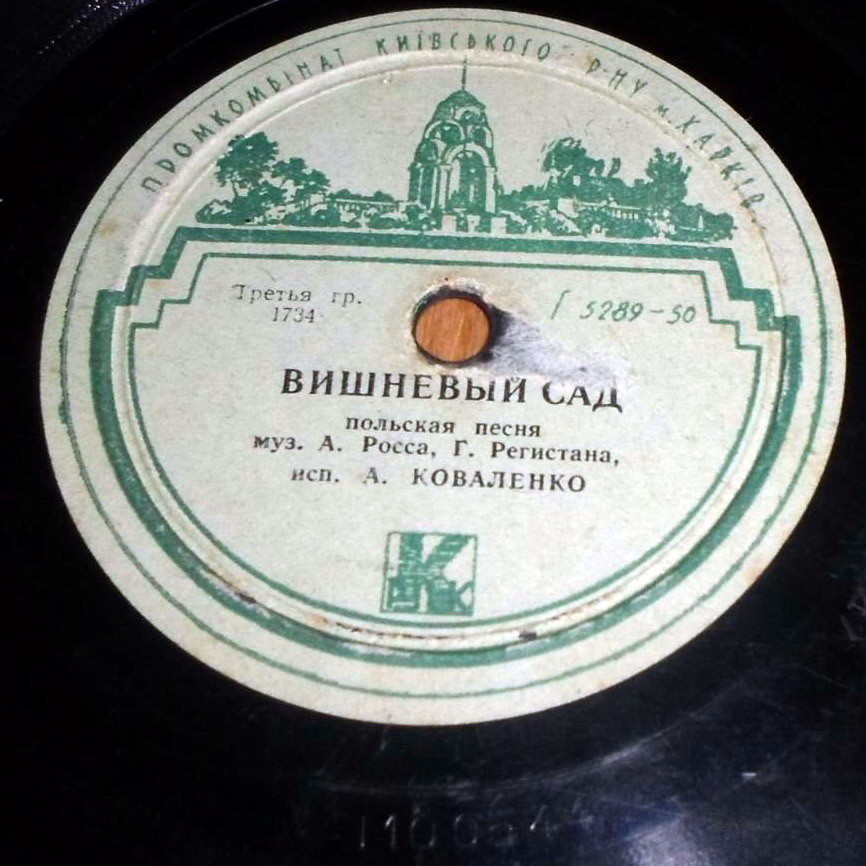 ПРОМКОМБІНАТ КИЇВСЬКОГО Р-НУ М. ХАРКІВ
Третья гр.
1734
Г 5289-50
ВИШНЕВЫЙ САД
польская песня
муз. А. Росса, Г. Регистана,
исп. А. КОВАЛЕНКО